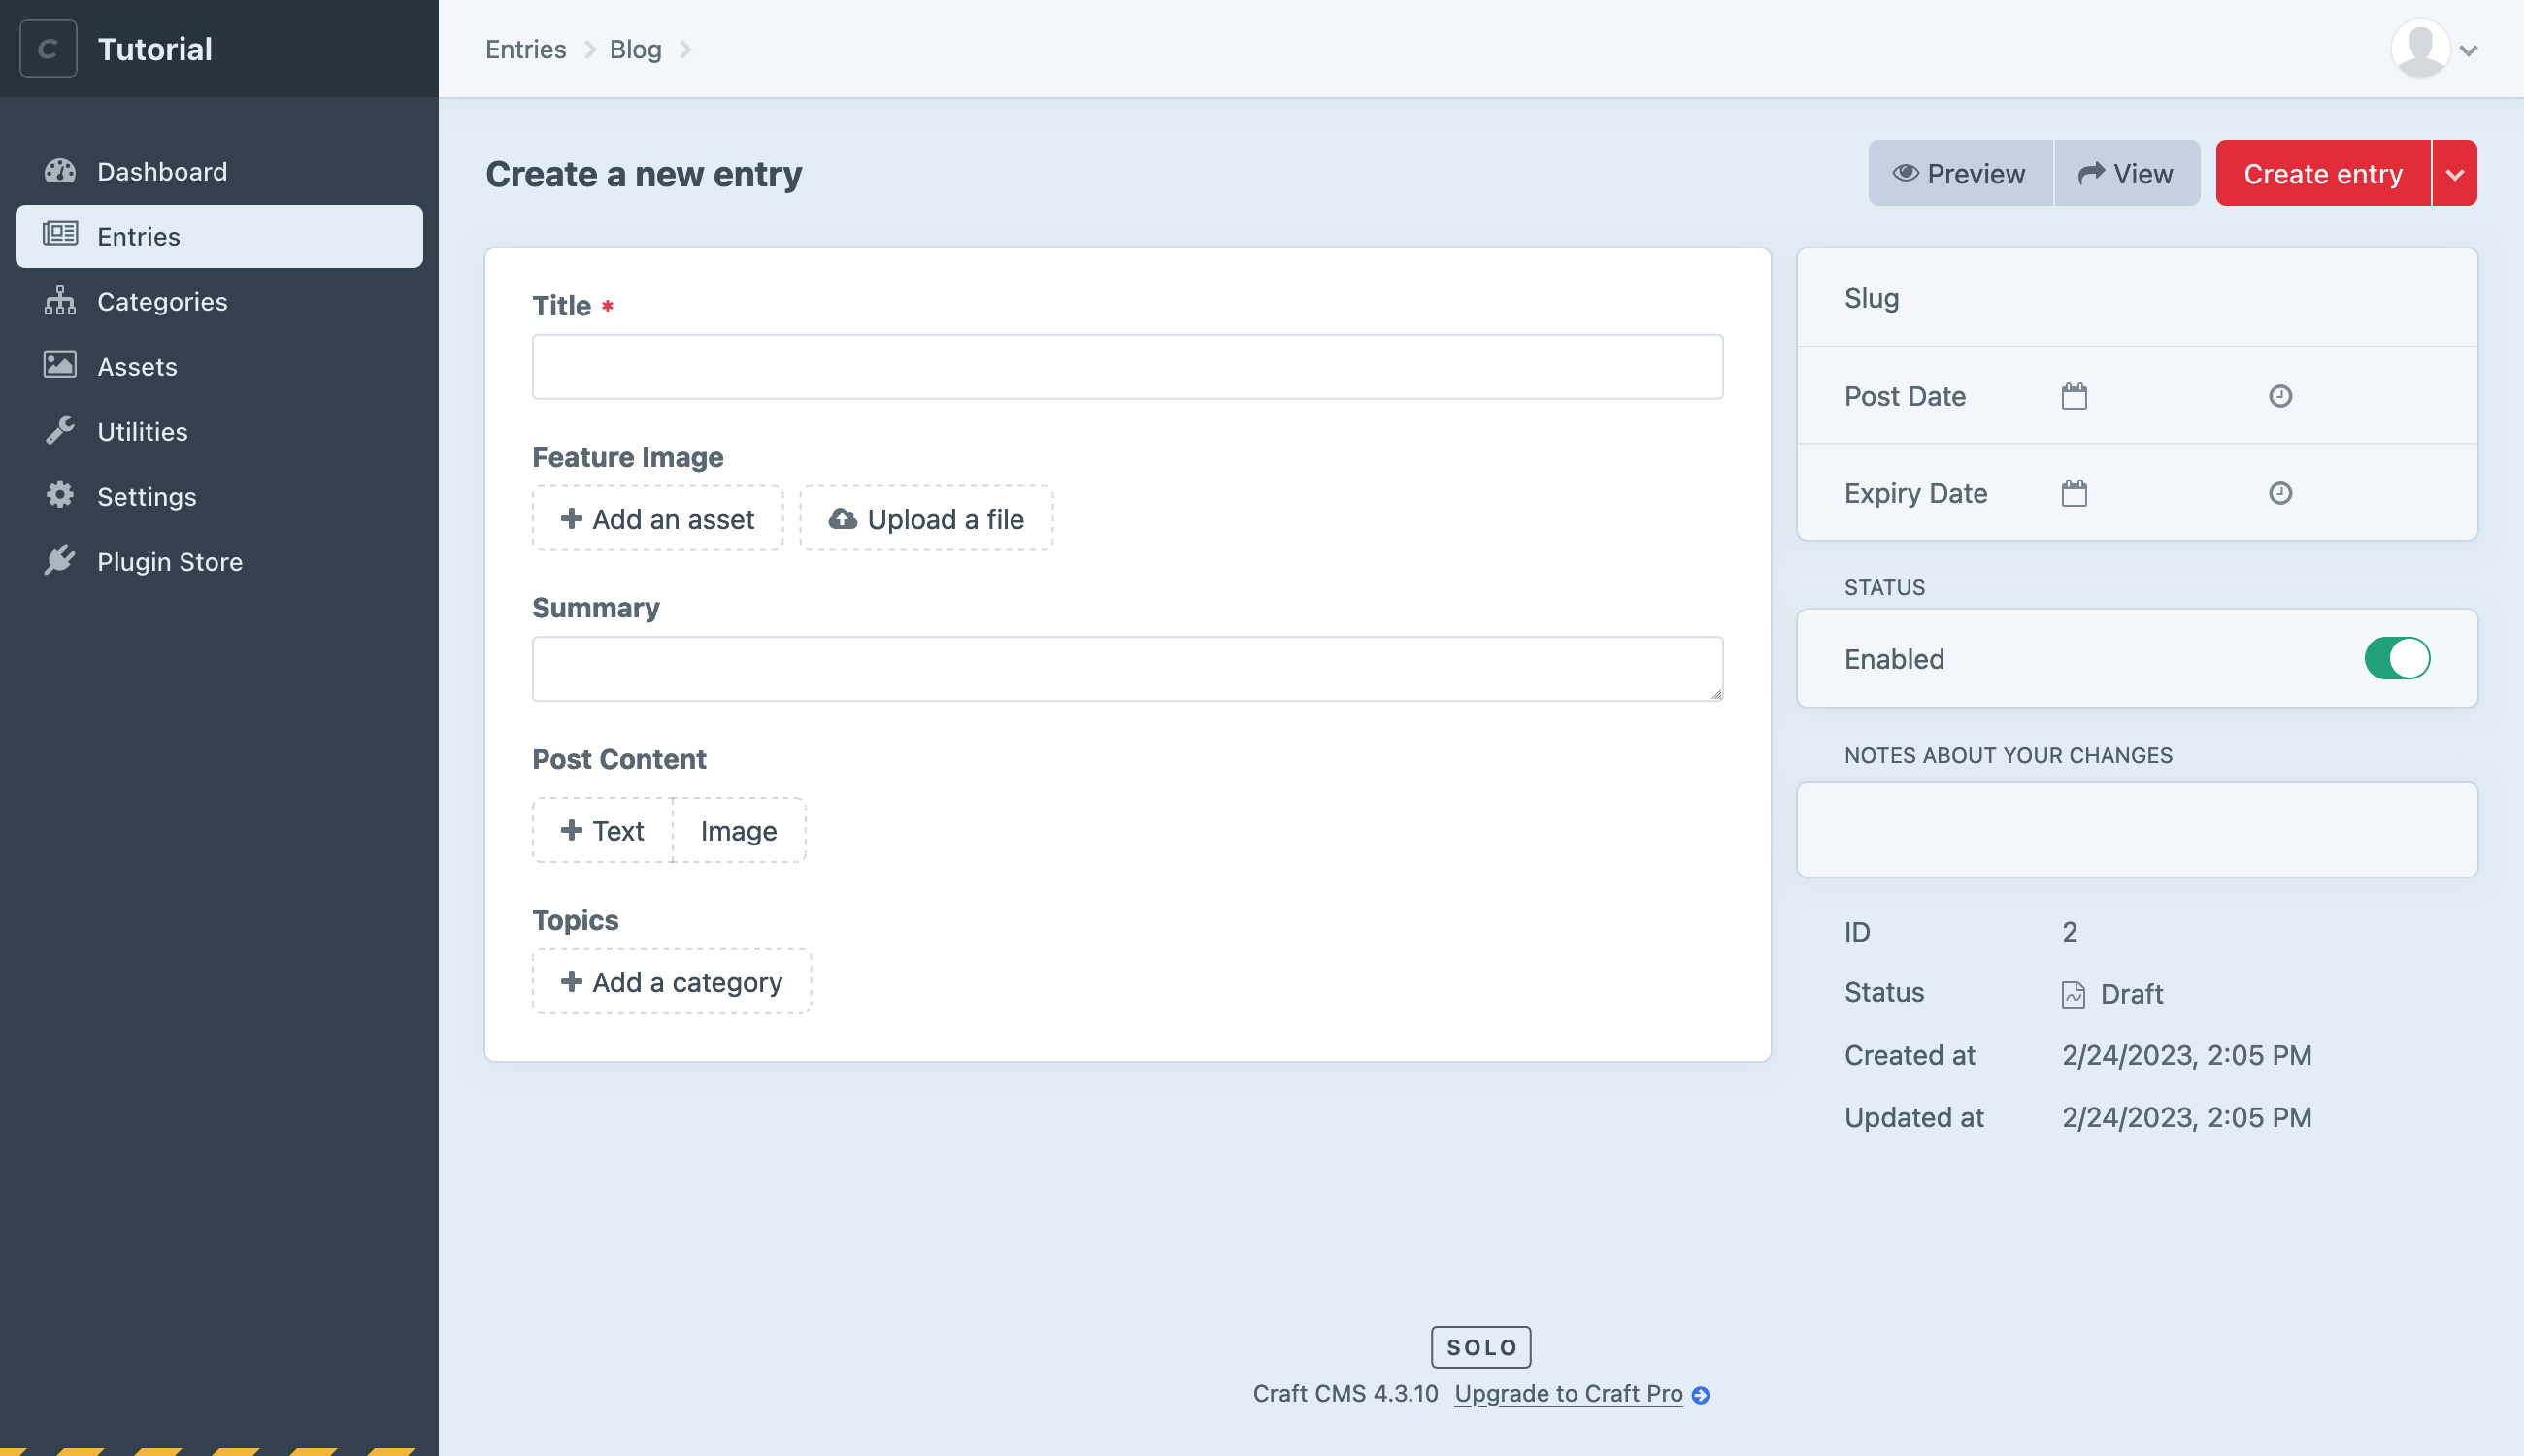 C Tutorial
Entries Blog
Dashboard
Entries
Categories
Assets
Utilities
Settings
Plugin Store
Create a new entry
Preview View Create entry
Title *
Feature Image
Add an asset Upload a file
Summary
Post Content
Text Image
Topics
Add a category
Slug
Post Date
Expiry Date
STATUS
Enabled
NOTES ABOUT YOUR CHANGES
ID 2
Status Draft
Created at 2/24/2023, 2:05 PM
Updated at 2/24/2023, 2:05 PM
SOLO
Craft CMS 4.3.10 Upgrade to Craft Pro